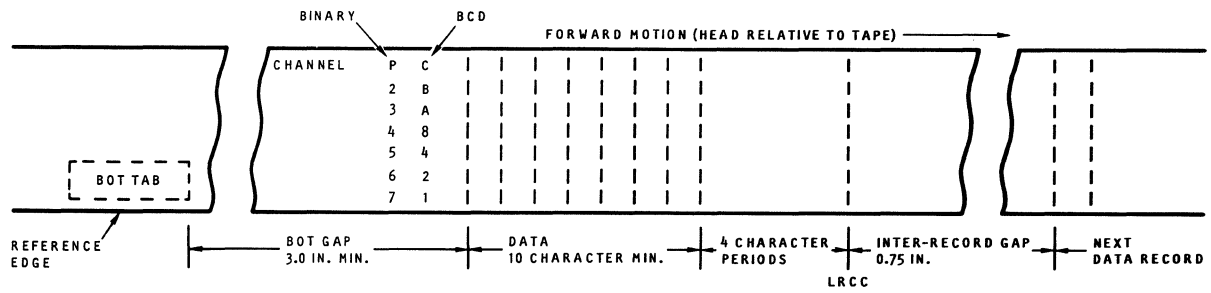 BINARY BCD
FORWARD MOTION (HEAD RELATIVE TO TAPE)
CHANNEL P C
2 B
3 A
4 8
5 4
6 2
7 1
BOT TAB
REFERENCE
EDGE
BOT GAP
3.0 IN. MIN.
DATA
10 CHARACTER MIN.
4 CHARACTER
PERIODS
LRCC
INTER-RECORD GAP
0.75 IN.
NEXT
DATA RECORD